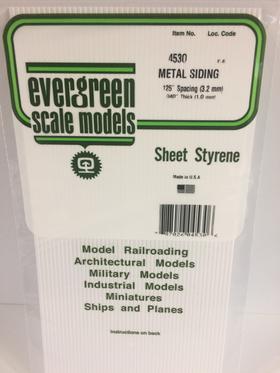 Item No. Loc. Code
4530
METAL SIDING
.125" Spacing (3.2 mm)
.040" Thick (1.0 mm)
evergreen
scale models
Sheet Styrene
Made in U.S.A
Model Railroading
Architectural Models
Military Models
Industrial Models
Miniatures
Ships and Planes
Instructions on back